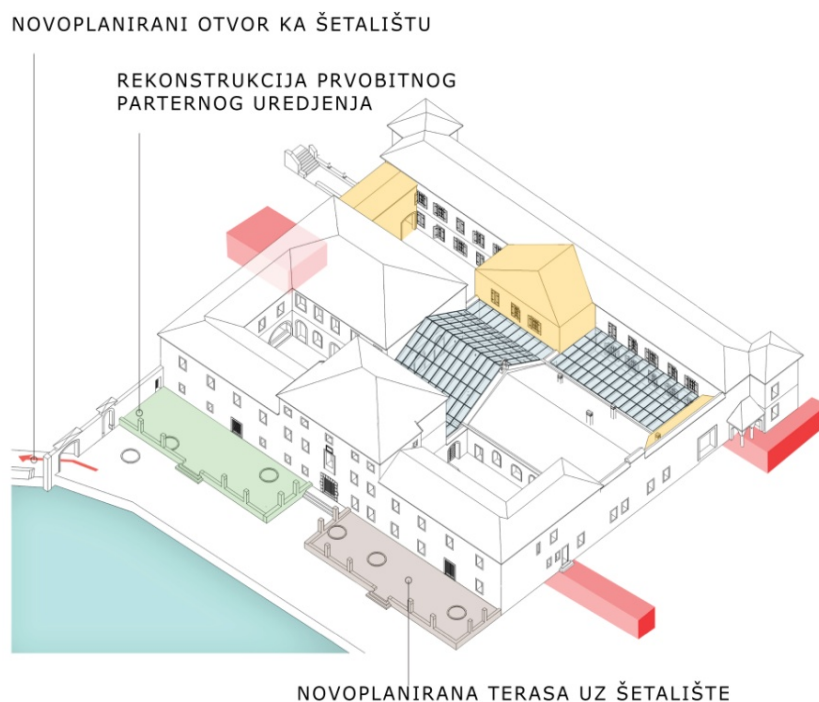 NOVOPLANIRANI OTVOR KA ŠETALIŠTU
REKONSTRUKCIJA PRVOBITNOG
PARTERNOG UREDJENJA
NOVOPLANIRANA TERASA UZ ŠETALIŠTE